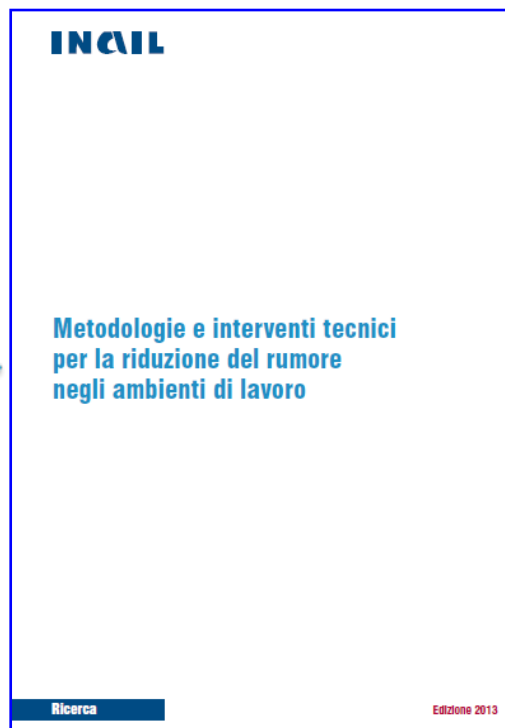 INAIL
Metodologie e interventi tecnici
per la riduzione del rumore
negli ambienti di lavoro
Ricerca
Edizione 2013